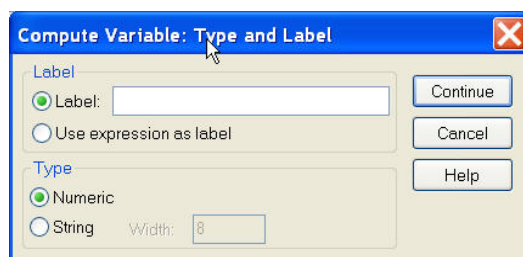 Compute Variable: Type and Label
Label
Label:
Continue
Use expression as label
Cancel
Type
Help
Numeric
String Width: 8